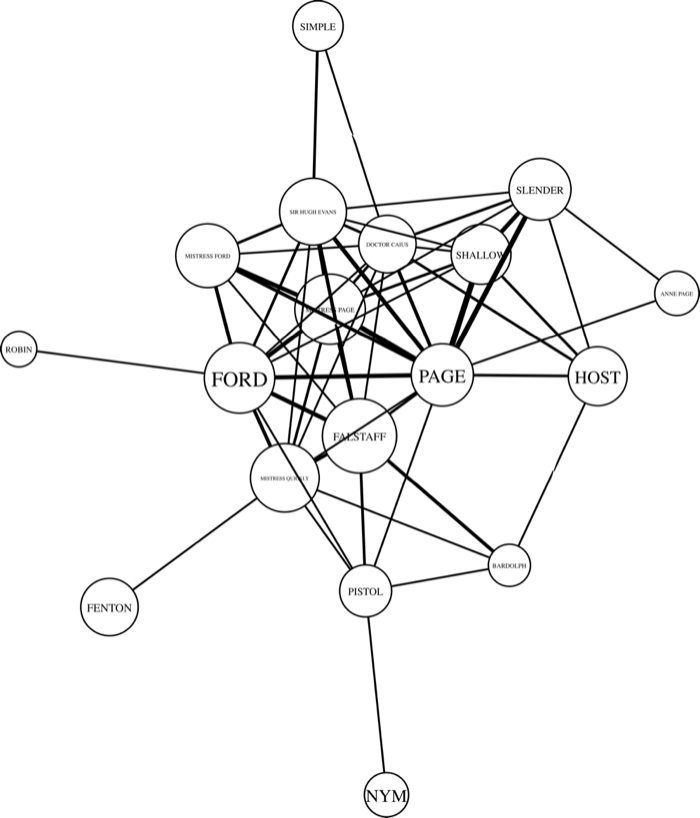 SIMPLE
SLENDER
SIR HUGH EVANS
DOCTOR CAIUS
SHALLOW
MISTRESS FORD
ANNE PAGE
MISTRESS PAGE
ROBIN
FORD
PAGE
HOST
FALSTAFF
MISTRESS QUICKLY
BARDOLPH
PISTOL
FENTON
NYM